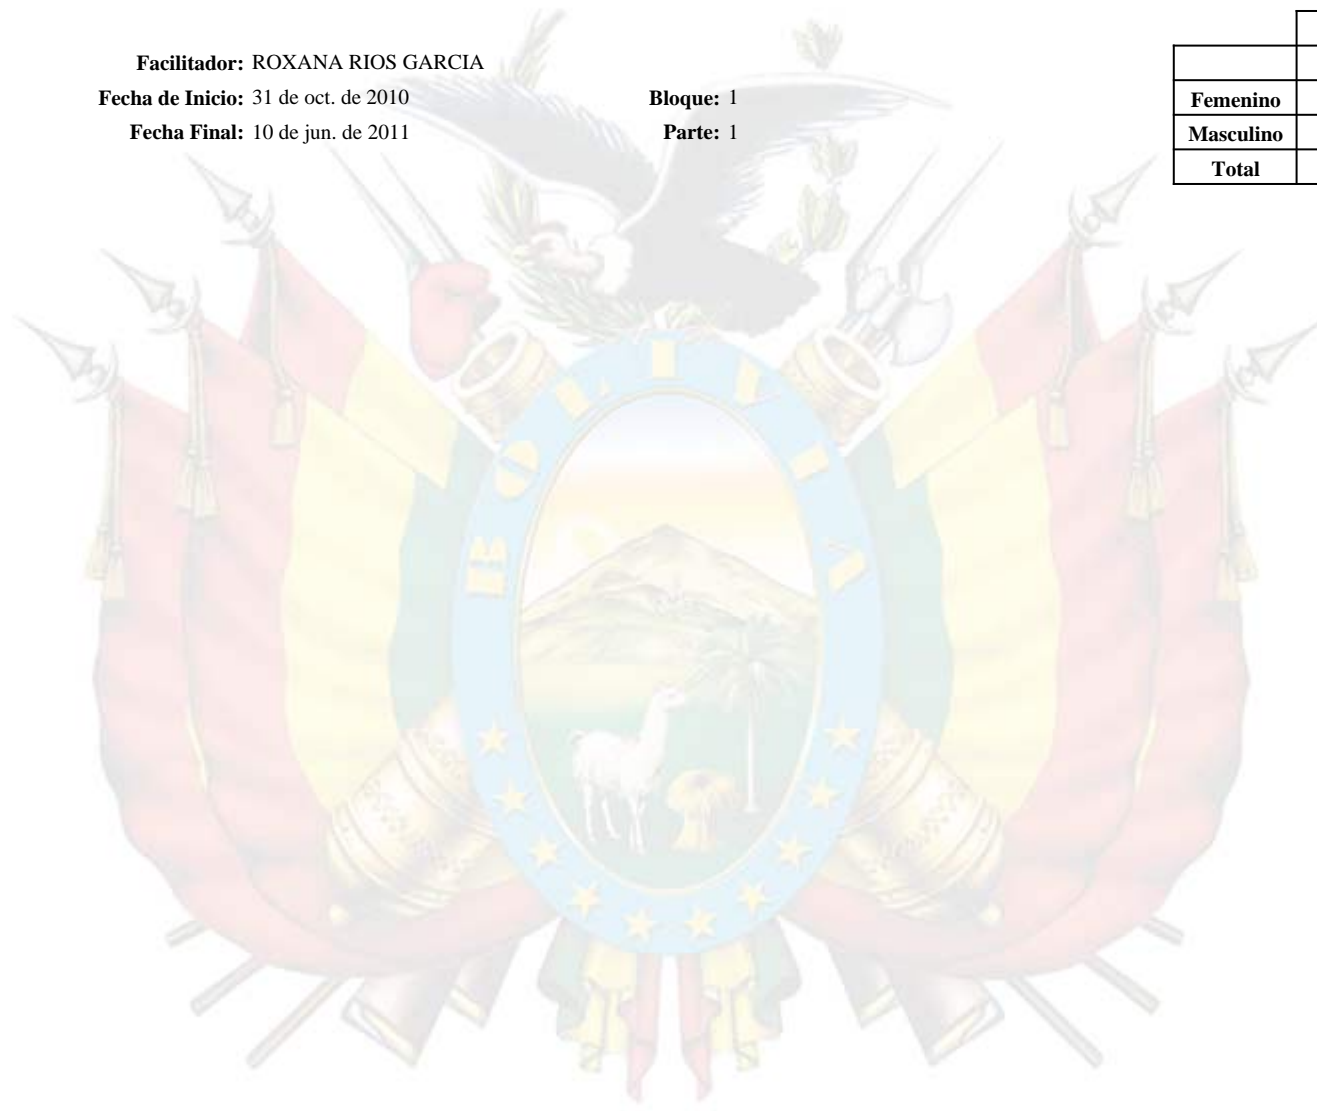 Facilitador: ROXANA RIOS GARCIA
Fecha de Inicio: 31 de oct. de 2010 Bloque: 1
Fecha Final: 10 de jun. de 2011 Parte: 1
Femenino
Masculino
Total
BOLIVIA